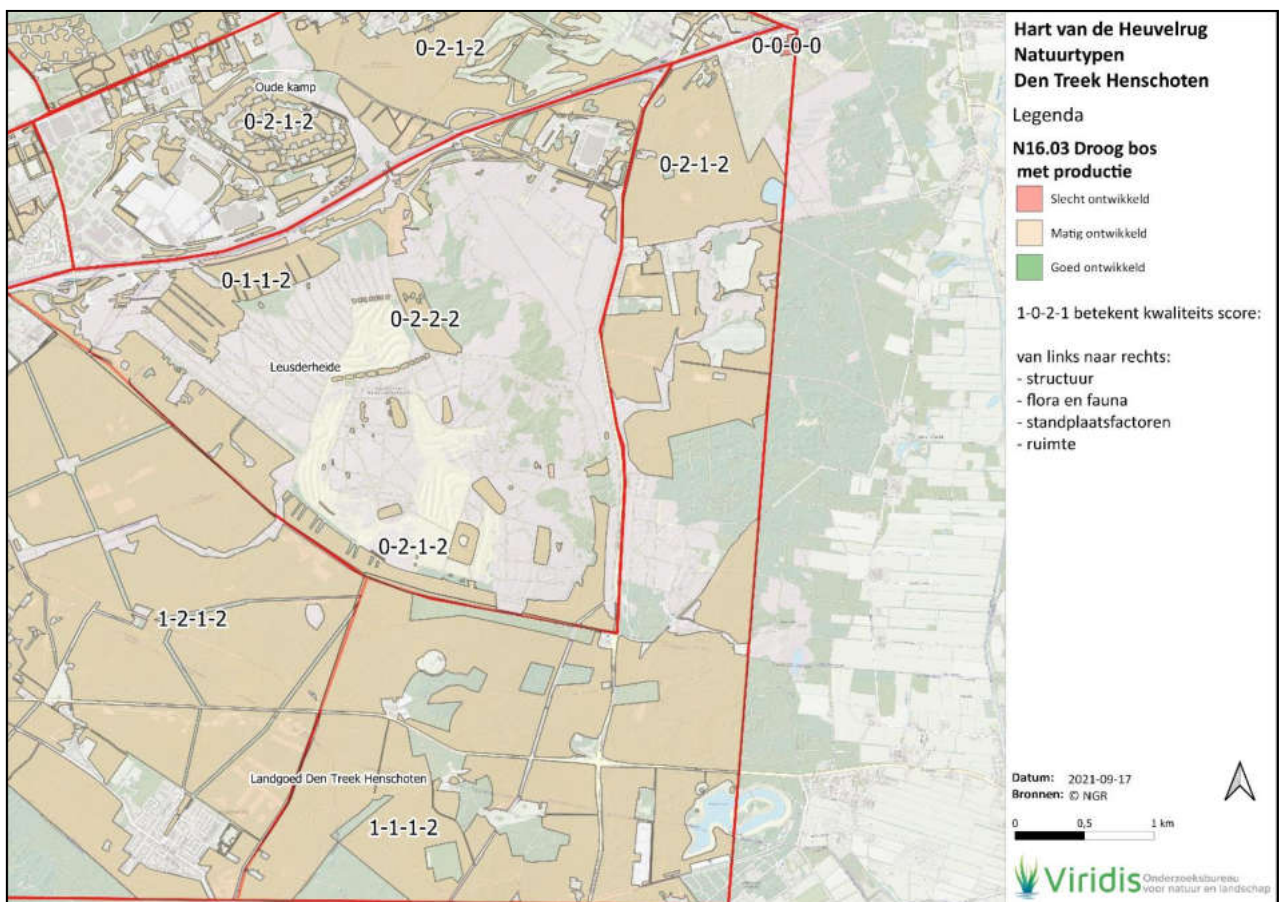 0-2-1-2
0-0-0-0
Oude kamp
0-2-1-2
0-2-1-2
0-1-1-2
0-2-2-2
Leusderheide
0-2-1-2
1-2-1-2
Landgoed Den Treek Henschoten
1-1-1-2
Hart van de Heuvelrug
Natuurtypen
Den Treek Henschoten
Legenda
N16.03 Droog bos
met productie
Slecht ontwikkeld
Matig ontwikkeld
Goed ontwikkeld
1-0-2-1 betekent kwaliteits score:
van links naar rechts:
- structuur
- flora en fauna
- standplaatsfactoren
- ruimte
Datum: 2021-09-17
Bronnen: © NGR
0 0,5 1 km
Viridis Onderzoeksbureau
voor natuur en landschap